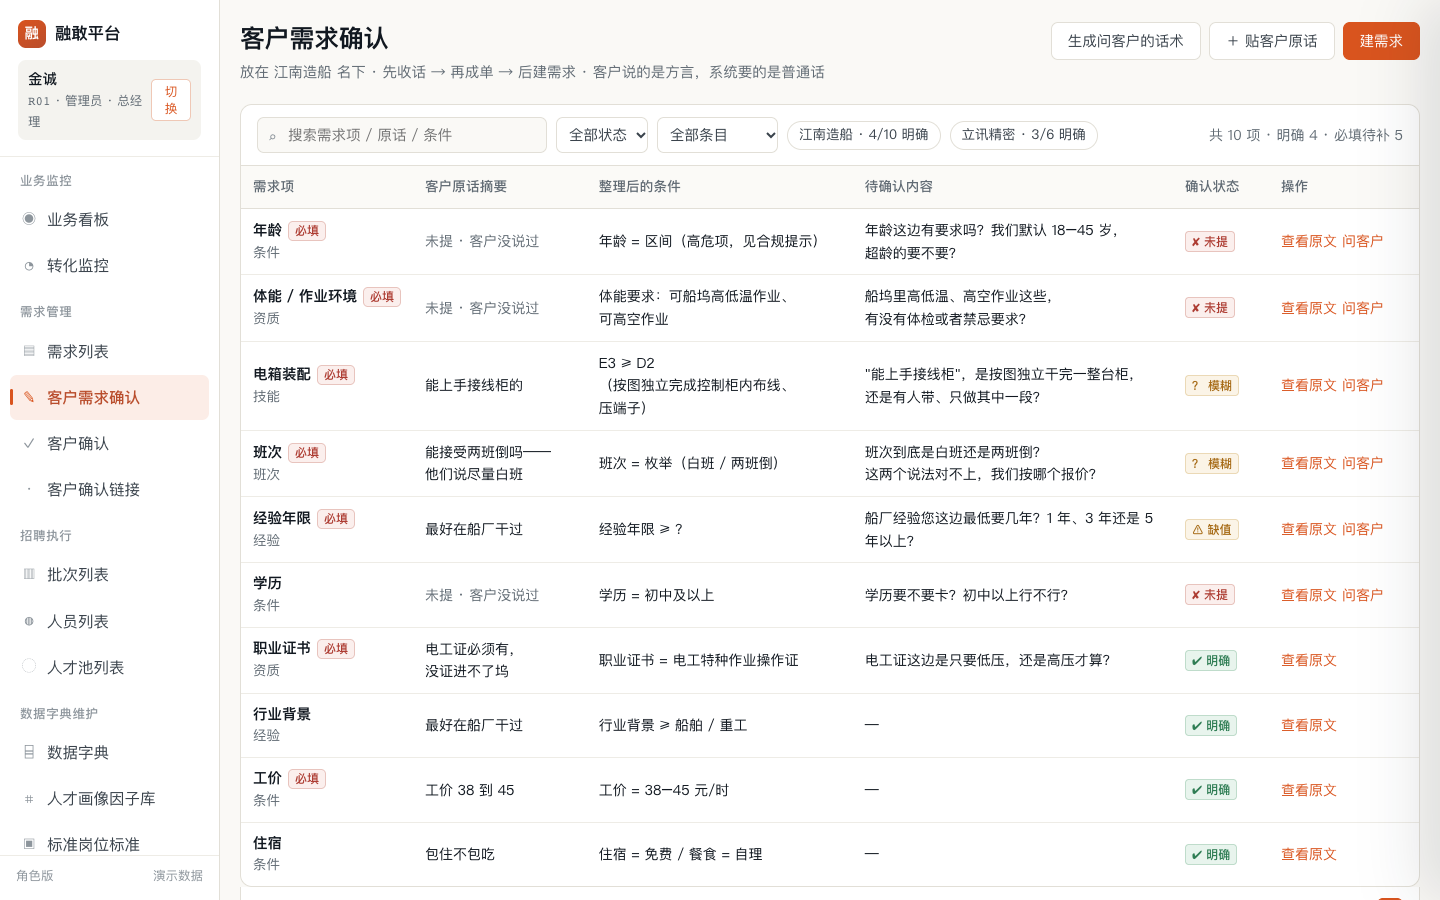 融 融敢平台
金诚
R01 · 管理员 · 总经理
切换
业务监控
业务看板
转化监控
需求管理
需求列表
客户需求确认
客户确认
客户确认链接
招聘执行
批次列表
人员列表
人才池列表
数据字典维护
数据字典
人才画像因子库
标准岗位标准
角色版 演示数据
客户需求确认
放在 江南造船 名下 · 先收话 → 再成单 → 后建需求 · 客户说的是方言，系统要的是普通话
生成问客户的话术 ＋ 贴客户原话 建需求
搜索需求项 / 原话 / 条件 全部状态 全部条目 江南造船 · 4/10 明确 立讯精密 · 3/6 明确 共 10 项 · 明确 4 · 必填待补 5
需求项 客户原话摘要 整理后的条件 待确认内容 确认状态 操作
年龄 必填
条件
未提 · 客户没说过
年龄 = 区间（高危项，见合规提示）
年龄这边有要求吗？我们默认 18—45 岁，
超龄的要不要？
✘ 未提
查看原文 问客户
体能 / 作业环境 必填
资质
未提 · 客户没说过
体能要求：可船坞高低温作业、
可高空作业
船坞里高低温、高空作业这些，
有没有体检或者禁忌要求？
✘ 未提
查看原文 问客户
电箱装配 必填
技能
能上手接线柜的
E3 ≥ D2
（按图独立完成控制柜内布线、
压端子）
"能上手接线柜"，是按图独立干完一整台柜，
还是有人带、只做其中一段？
？ 模糊
查看原文 问客户
班次 必填
班次
能接受两班倒吗——
他们说尽量白班
班次 = 枚举（白班 / 两班倒）
班次到底是白班还是两班倒？
这两个说法对不上，我们按哪个报价？
？ 模糊
查看原文 问客户
经验年限 必填
经验
最好在船厂干过
经验年限 ≥ ?
船厂经验您这边最低要几年？1 年、3 年还是 5
年以上？
⚠ 缺值
查看原文 问客户
学历
条件
未提 · 客户没说过
学历 = 初中及以上
学历要不要卡？初中以上行不行？
✘ 未提
查看原文 问客户
职业证书 必填
资质
电工证必须有，
没证进不了坞
职业证书 = 电工特种作业操作证
电工证这边是只要低压，还是高压才算？
✔ 明确
查看原文
行业背景
经验
最好在船厂干过
行业背景 ≥ 船舶 / 重工
—
✔ 明确
查看原文
工价 必填
条件
工价 38 到 45
工价 = 38—45 元/时
—
✔ 明确
查看原文
住宿
条件
包住不包吃
住宿 = 免费 / 餐食 = 自理
—
✔ 明确
查看原文